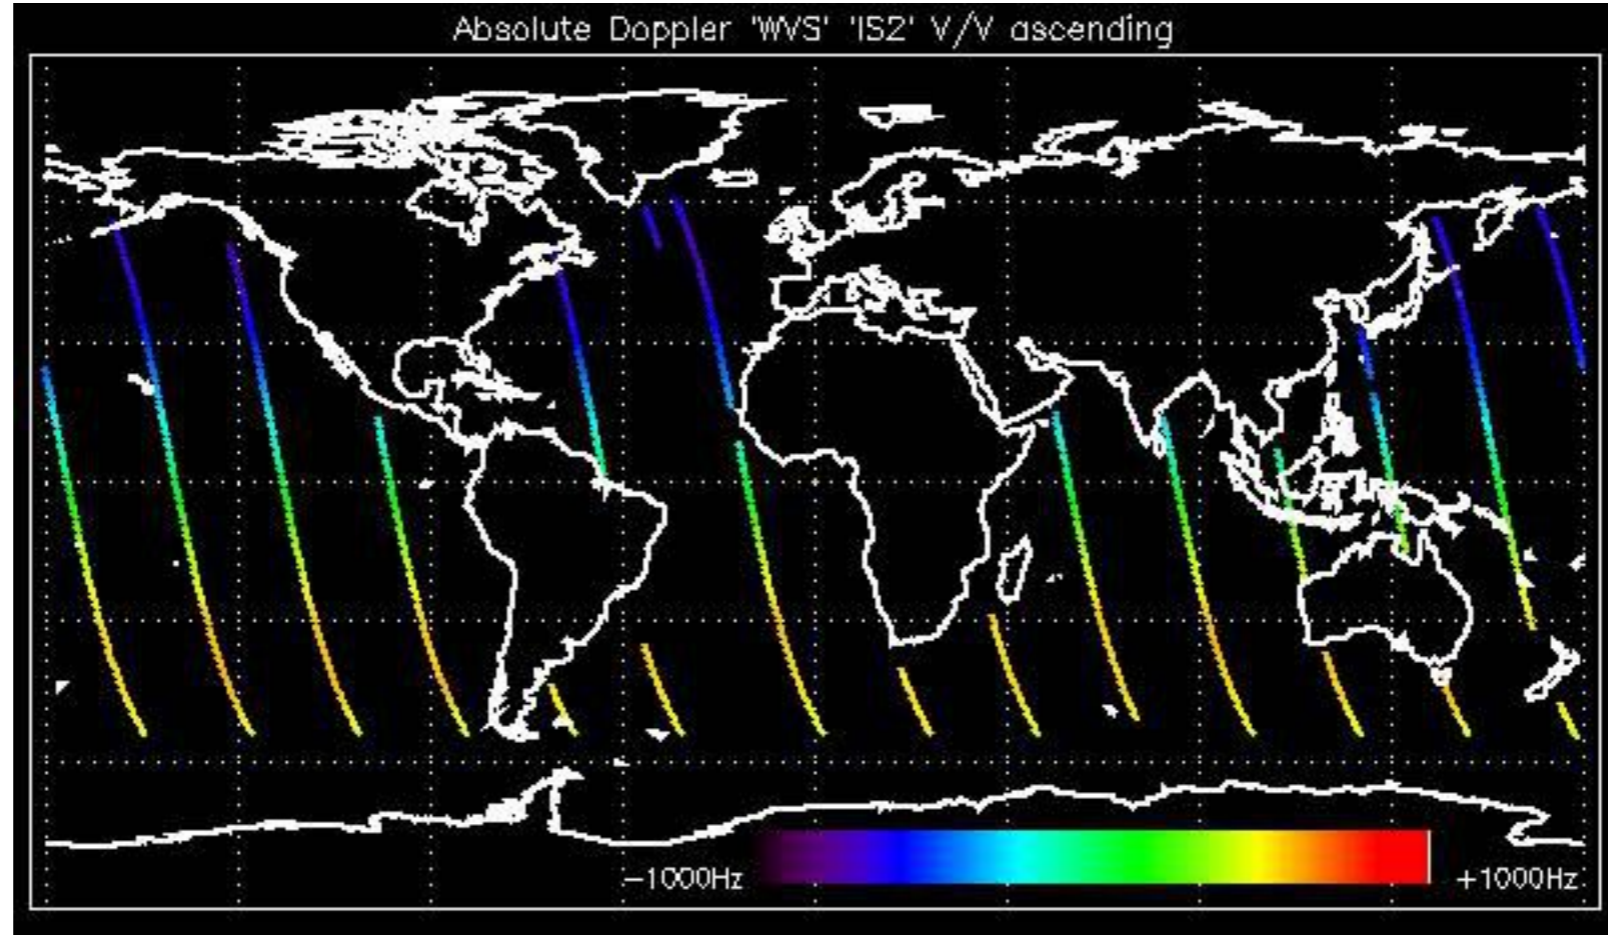 Absolute Doppler 'WVS' 'IS2' V/V ascending
−1000Hz
+1000Hz